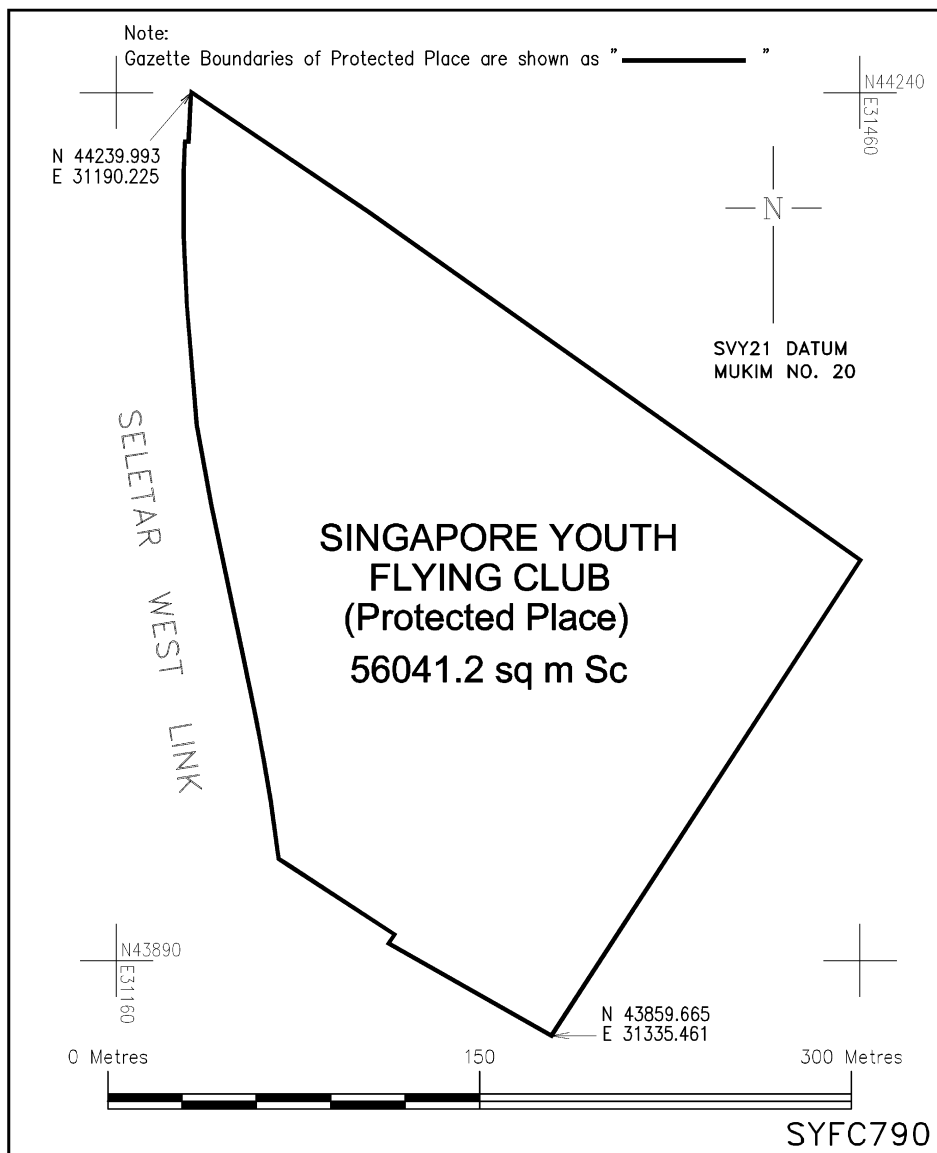 Note:
Gazette Boundaries of Protected Place are shown as " "
N44240
E31460
N 44239.993
E 31190.225
N
SVY21 DATUM
MUKIM NO. 20
SELETAR WEST LINK
SINGAPORE YOUTH
FLYING CLUB
(Protected Place)
56041.2 sq m Sc
N43890
E31160
N 43859.665
E 31335.461
0 Metres 150 300 Metres
SYFC790